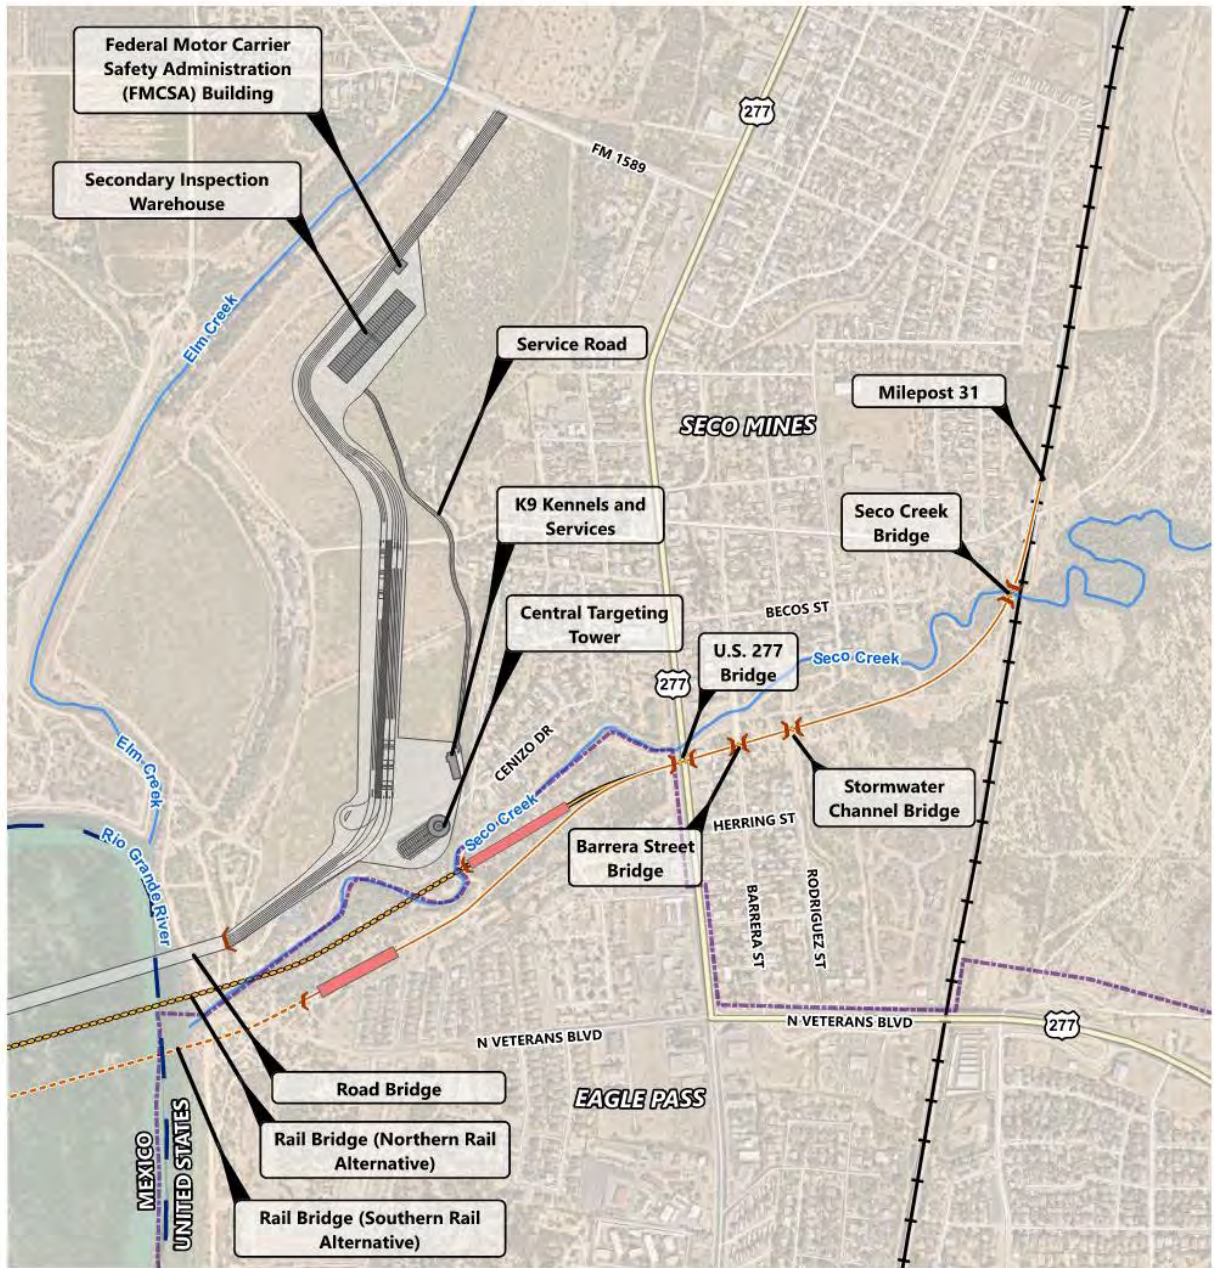 Federal Motor Carrier
Safety Administration
(FMCSA) Building
277
FM 1589
Secondary Inspection
Warehouse
Elm Creek
Service Road
Milepost 31
SECO MINES
K9 Kennels and
Services
Seco Creek
Bridge
Central Targeting
Tower
BECOS ST
U.S. 277
Bridge
Seco Creek
277
CENIZO DR
Elm Creek
Stormwater
Channel Bridge
Seco Creek
HERRING ST
Barrera Street
Bridge
Rio Grande River
BARRERA ST
RODRIGUEZ ST
N VETERANS BLVD
277
N VETERANS BLVD
Road Bridge
EAGLE PASS
Rail Bridge (Northern Rail
Alternative)
MEXICO
UNITED STATES
Rail Bridge (Southern Rail
Alternative)